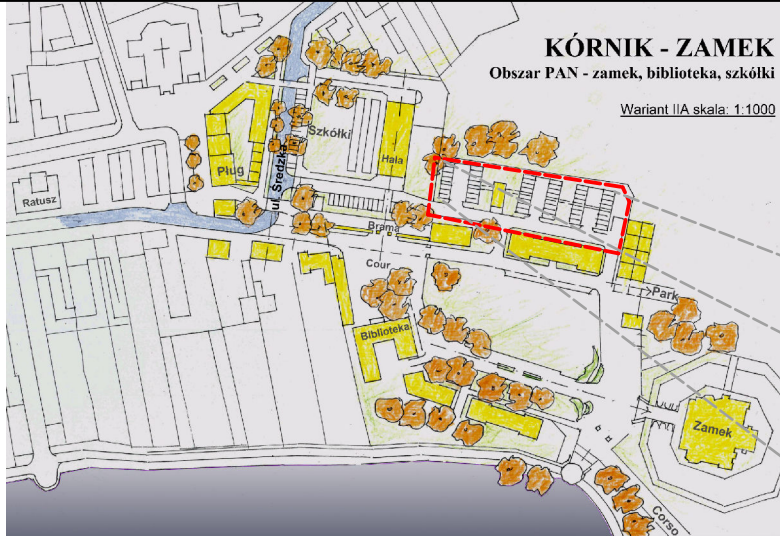 KÓRNIK - ZAMEK
Obszar PAN - zamek, biblioteka, szkółki
Wariant IIA skala: 1:1000
Szkółki
Hala
Pług
ul. Średzka
Ratusz
Brama
Cour
Park
Biblioteka
Zamek
Corso